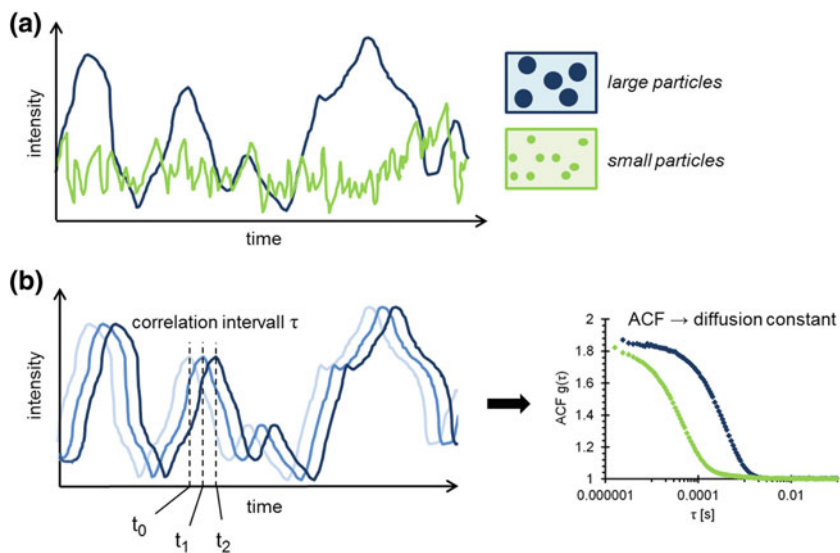 (a)
intensity
time
large particles
small particles
(b)
correlation intervall τ
intensity
time
t0
t1
t2
ACF → diffusion constant
ACF g(τ)
2
1.8
1.6
1.4
1.2
1
0.000001
0.0001
0.01
τ [s]